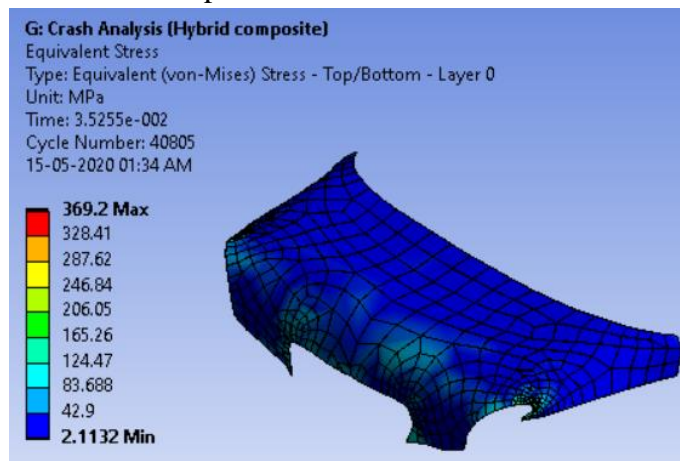 G: Crash Analysis (Hybrid composite)
Equivalent Stress
Type: Equivalent (von-Mises) Stress - Top/Bottom - Layer 0
Unit: MPa
Time: 3.5255e-002
Cycle Number: 40805
15-05-2020 01:34 AM
369.2 Max
328.41
287.62
246.84
206.05
165.26
124.47
83.688
42.9
2.1132 Min